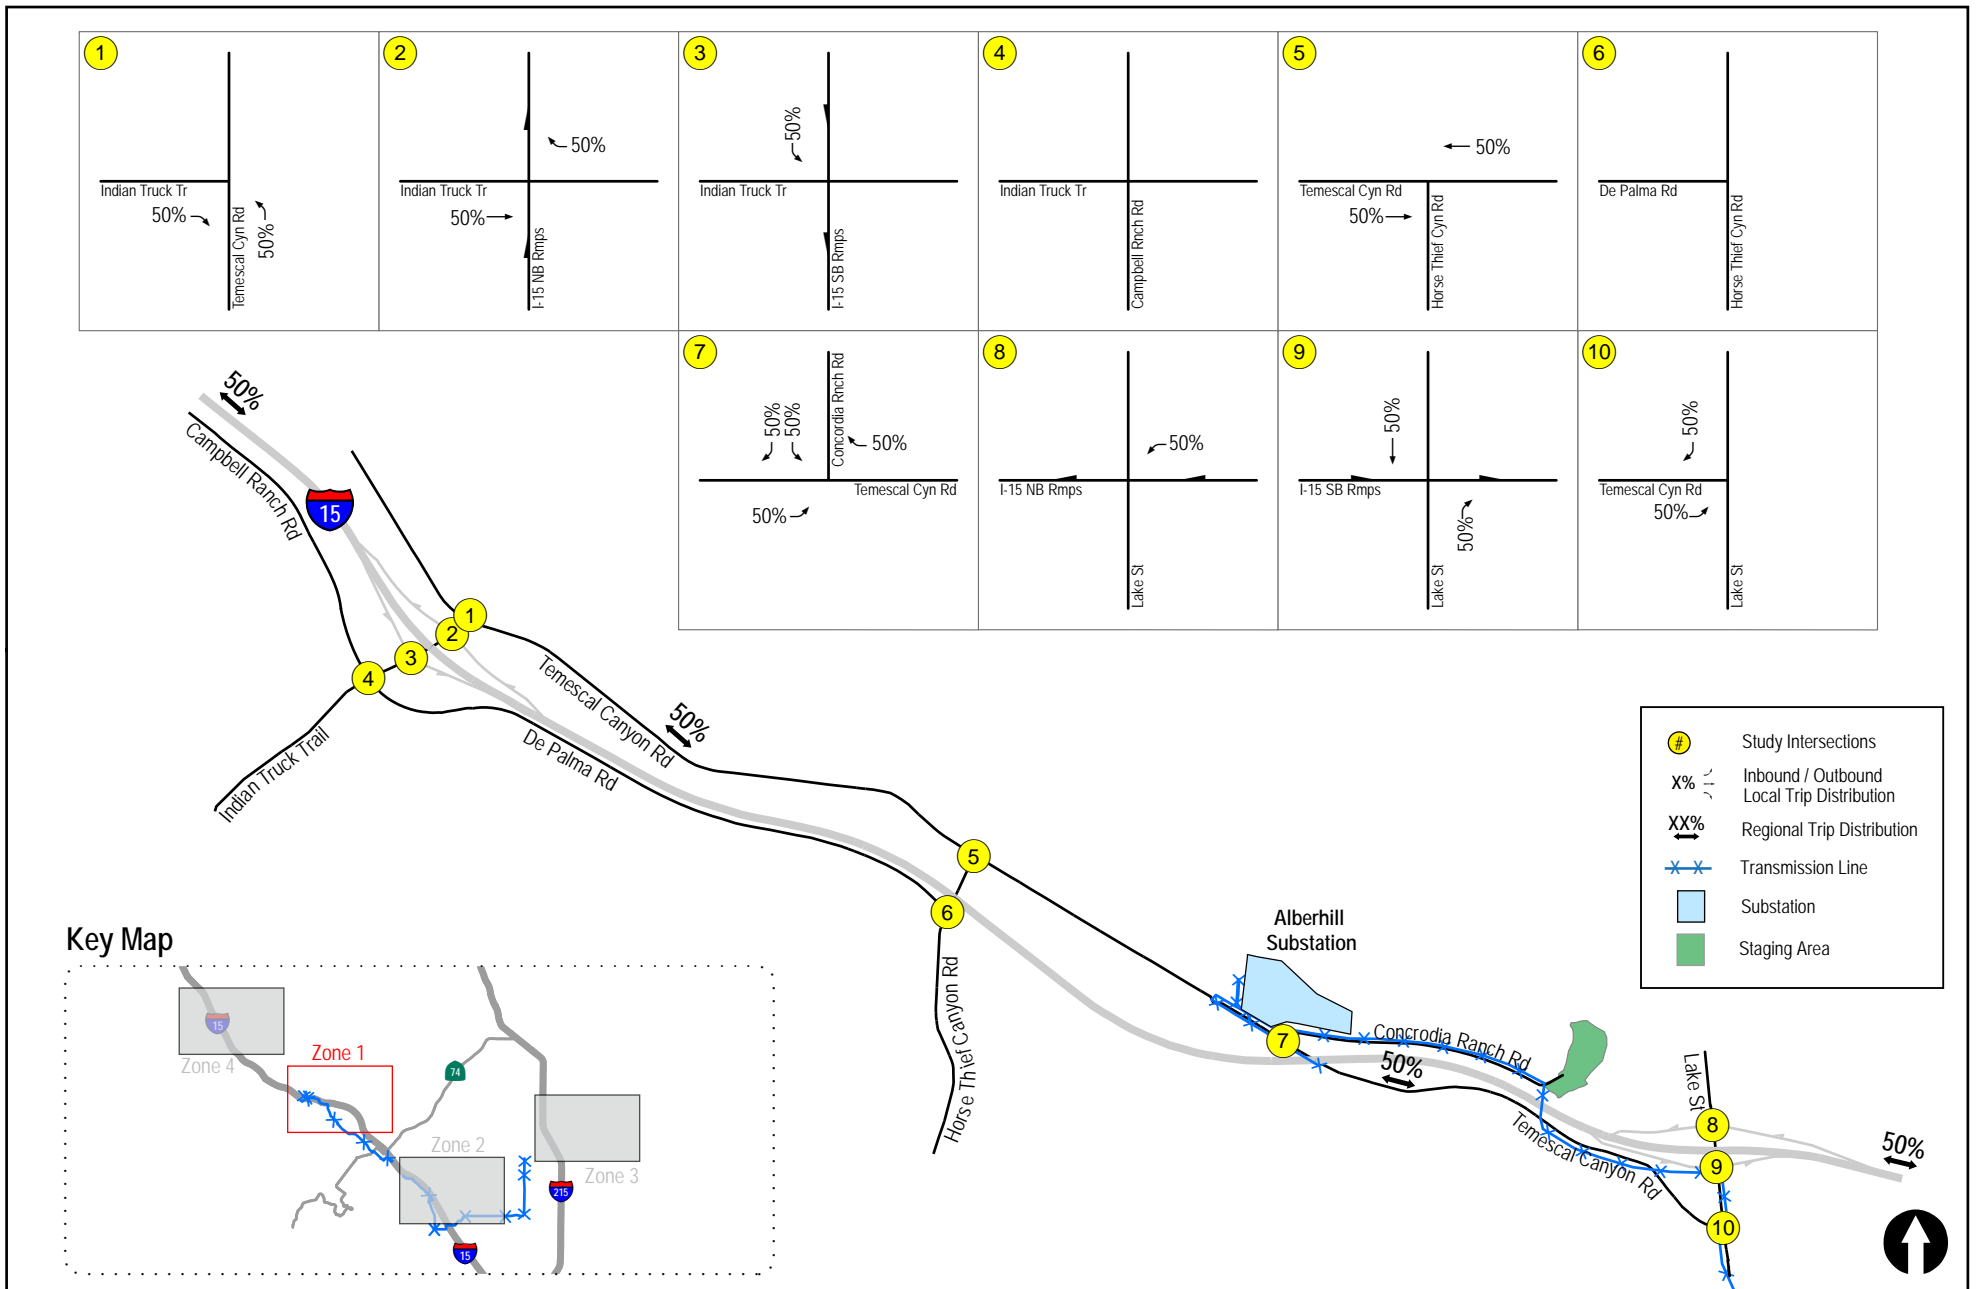 1
Indian Truck Tr
50%
50%
Temescal Cyn Rd
2
50%
Indian Truck Tr
50%
I-15 NB Rmps
3
50%
Indian Truck Tr
I-15 SB Rmps
4
Indian Truck Tr
Campbell Rnch Rd
5
50%
Temescal Cyn Rd
50%
Horse Thief Cyn Rd
6
De Palma Rd
Horse Thief Cyn Rd
7
Concordia Rnch Rd
50%
50%
50%
Temescal Cyn Rd
50%
8
50%
I-15 NB Rmps
Lake St
9
50%
I-15 SB Rmps
50%
Lake St
10
50%
Temescal Cyn Rd
50%
Lake St
50%
Campbell Ranch Rd
15
1
2
3
4
Temescal Canyon Rd
50%
De Palma Rd
Indian Truck Trail
5
6
Horse Thief Canyon Rd
Alberhill
Substation
7
Concrodia Ranch Rd
50%
Temescal Canyon Rd
Lake St
8
9
10
50%
#
Study Intersections
X%
Inbound / Outbound
Local Trip Distribution
XX%
Regional Trip Distribution
Transmission Line
Substation
Staging Area
Key Map
15
Zone 4
Zone 1
74
Zone 2
Zone 3
215
15